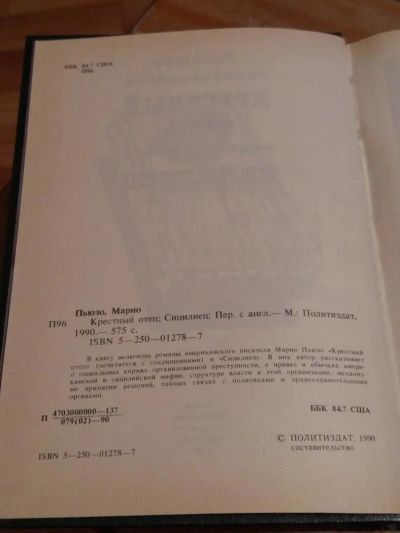 ББК 84.7 США
П96
Пьюзо, Марио
П96 Крестный отец; Сицилиец: Пер. с англ.— М.: Политиздат,
1990.— 575 с.
ISBN 5—250—01278—7
В книгу включены романы американского писателя Марио Пьюзо «Крестный
отец» (печатается с сокращениями) и «Сицилиец». В них автор рассказывает
о социальных корнях организованной преступности, о нравах и обычаях амери-
канской и сицилийской мафии, структуре власти в этой организации, механиз-
ме принятия решений, тайных связях с политиками и правоохранительными
органами.
П 4703000000—137
079(02)—90
ББК 84.7 США
ISBN 5—250—01278—7
© ПОЛИТИЗДАТ, 1990
составительство